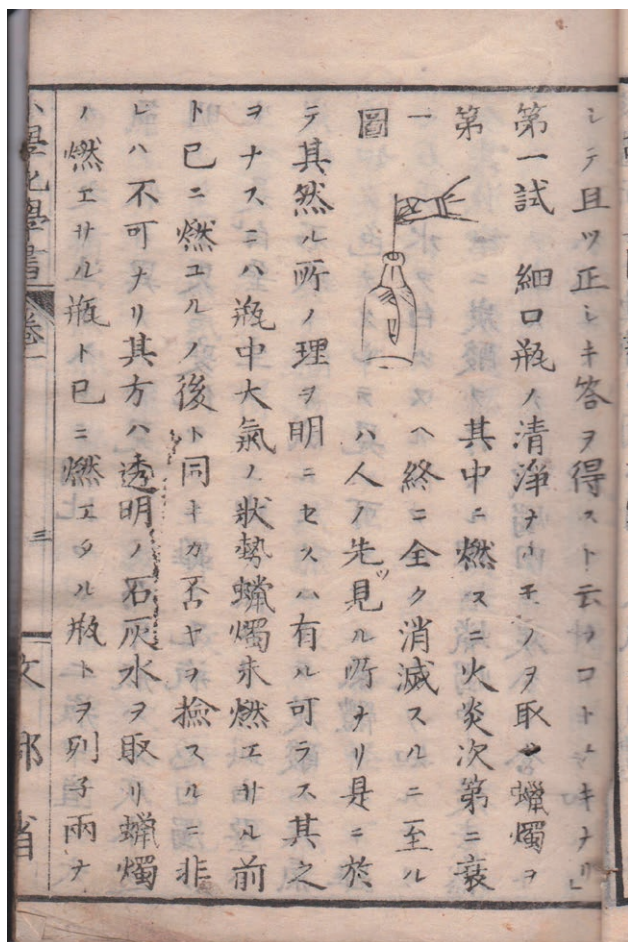 シテ且ツ正シキ答ヲ得スト云フコトナキナリ」
第一試 細口瓶ノ清淨ナルモノヲ取リ蠟燭ヲ
其中ニ燃スニ火炎次第ニ衰
ヘ終ニ全ク消滅スルニ至ル
ハ人ノ先ツ見ル所ナリ是ニ於
第一圖
テ其然ル所ノ理ヲ明ニセスハ有ル可ラス其之
ヲナスニハ瓶中大氣ノ狀勢蠟燭未燃エサル前
ト已ニ燃ユルノ後ト同キカ否ヤヲ撿スルニ非
レハ不可ナリ其方ハ透明ノ石灰水ヲ取リ蠟燭
ノ燃エサル瓶ト已ニ燃エタル瓶トヲ列子兩ナ
小學化學書 卷一 三 文部省